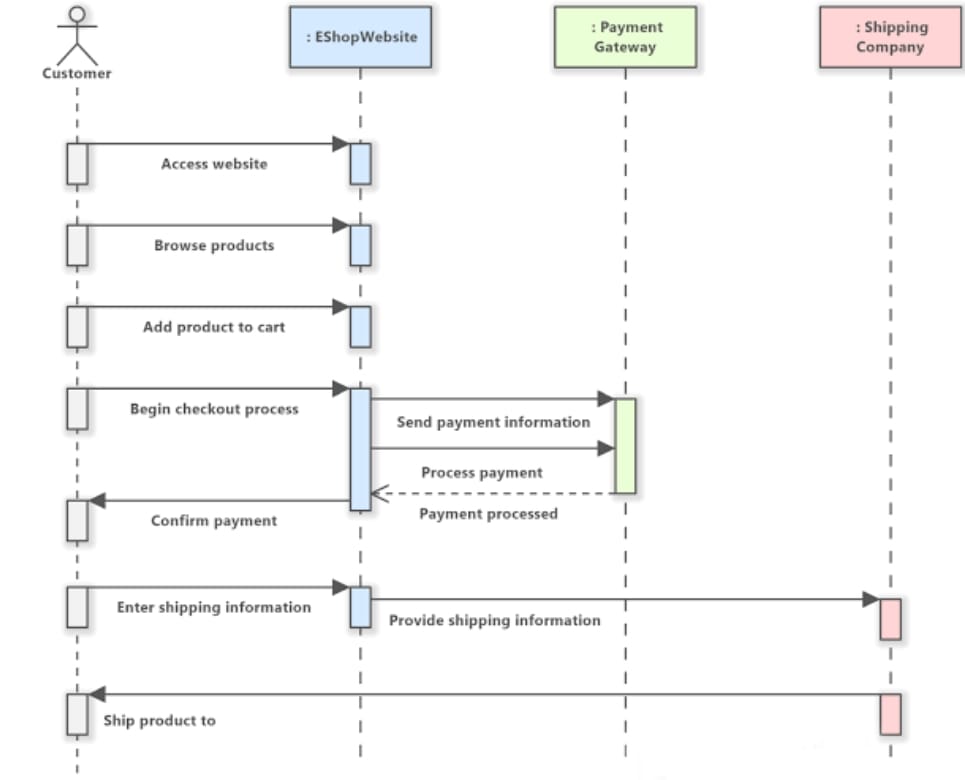 Customer
: EShopWebsite
: Payment
Gateway
: Shipping
Company
Access website
Browse products
Add product to cart
Begin checkout process
Send payment information
Process payment
Payment processed
Confirm payment
Enter shipping information
Provide shipping information
Ship product to